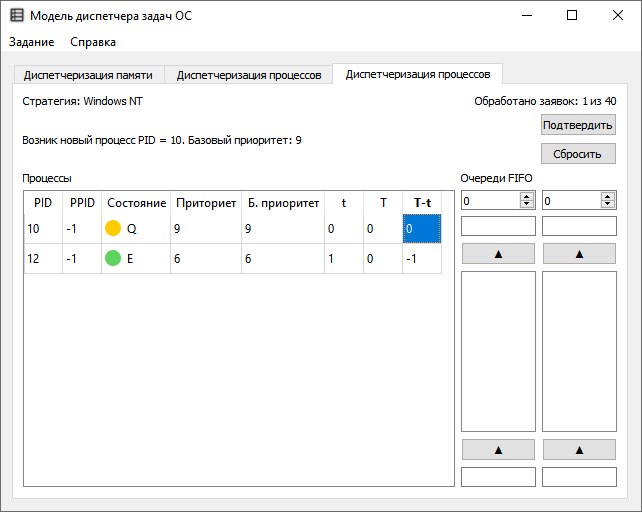 Модель диспетчера задач ОС
Задание Справка
Диспетчеризация памяти Диспетчеризация процессов Диспетчеризация процессов
Стратегия: Windows NT Обработано заявок: 1 из 40
Подтвердить
Возник новый процесс PID = 10. Базовый приоритет: 9
Сбросить
Процессы Очереди FIFO
PID PPID Состояние Приториет Б. приоритет t T T-t
0 0
10 -1 Q 9 9 0 0 0
12 -1 E 6 6 1 0 -1